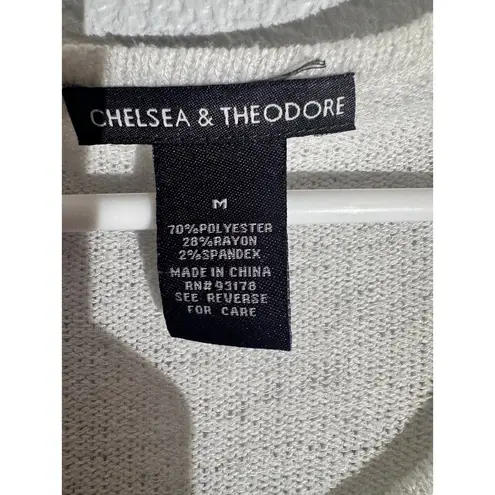 CHELSEA & THEODORE
M
70%POLYESTER
28%RAYON
2%SPANDEX
MADE IN CHINA
RN# 93178
SEE REVERSE
FOR CARE